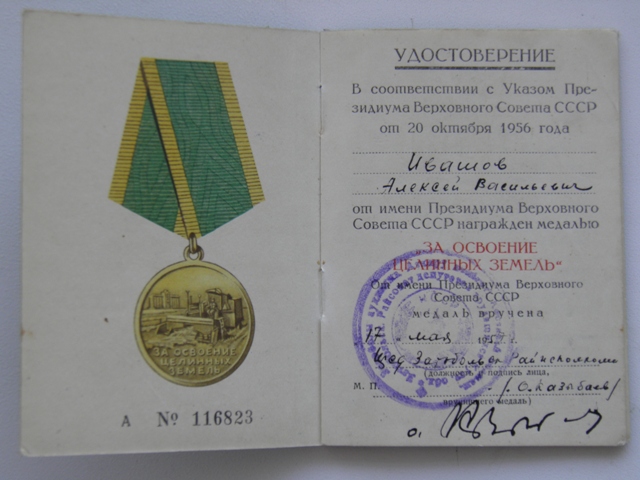 ЗА ОСВОЕНИЕ
ЦЕЛИННЫХ
ЗЕМЕЛЬ
А № 116823
УДОСТОВЕРЕНИЕ
В соответствии с Указом Пре-
зидиума Верховного Совета СССР
от 20 октября 1956 года
Ивашов
Алексей Васильевич
от имени Президиума Верховного
Совета СССР награжден медалью
„ЗА ОСВОЕНИЕ
ЦЕЛИННЫХ ЗЕМЕЛЬ“
От имени Президиума Верховного
Совета СССР
медаль вручена
17 мая 195 г.
(должность и подпись лица,
М. П. (О. Казыбаев)
вручившего медаль)